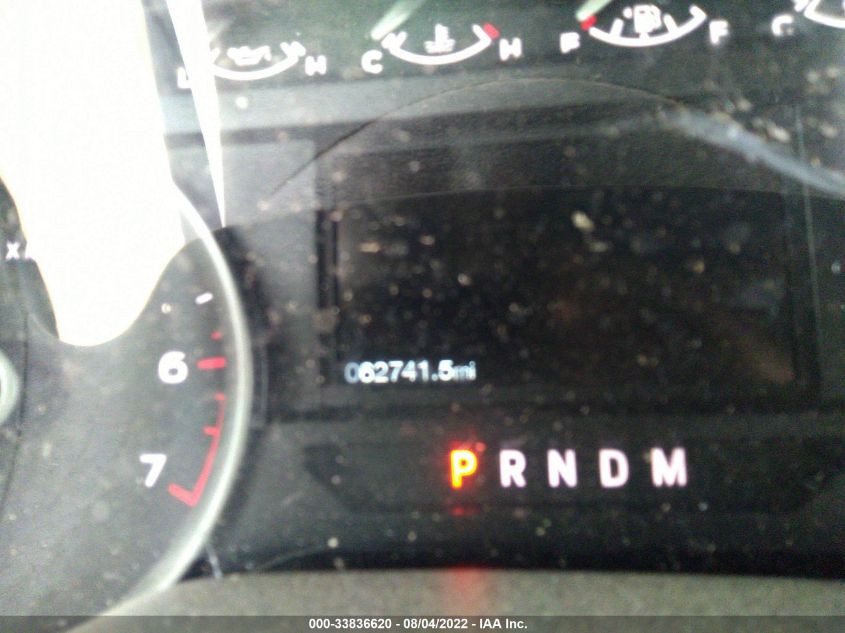 L H C H F F C
x
6
062741.5mi
7
P R N D M
000-33836620 - 08/04/2022 - IAA Inc.